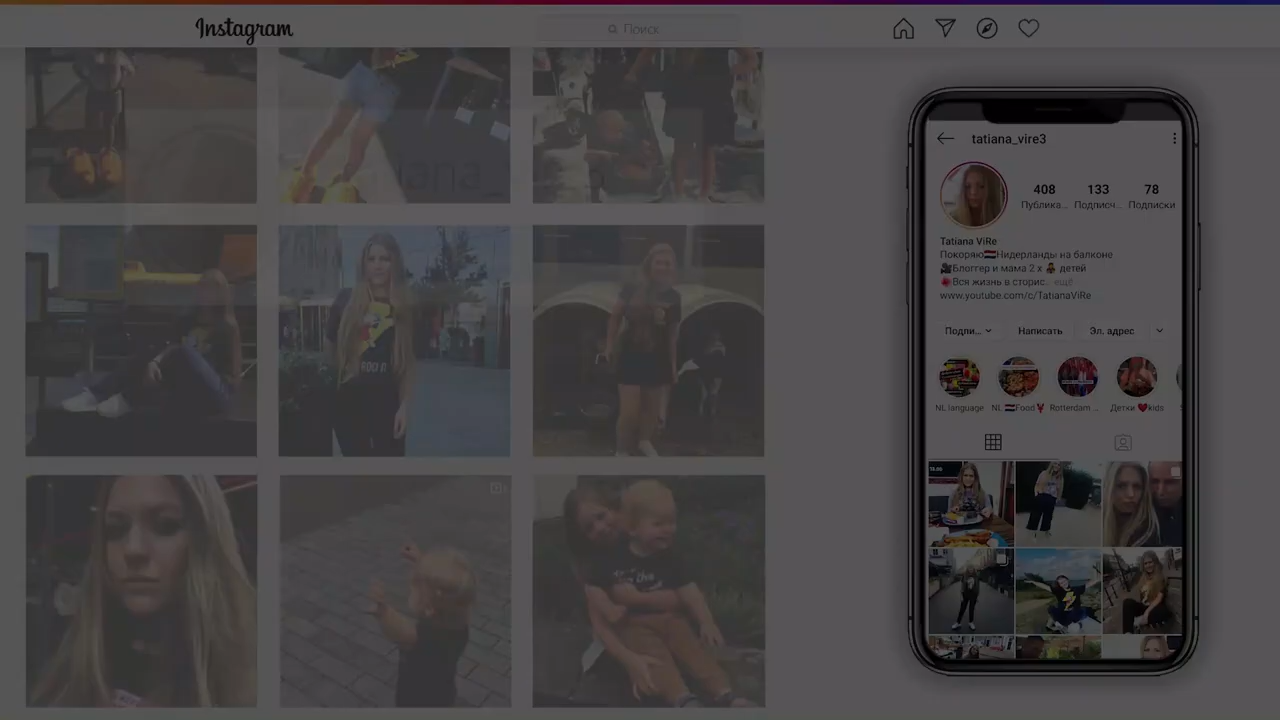 Instagram
Поиск
iana
tatiana_vire3
408 133 78
Публика... Подписч... Подписки
Tatiana ViRe
Покоряю🇳🇱Нидерланды на балконе
🎥Блоггер и мама 2 х 🤱 детей
🌺Вся жизнь в сторис.. ещё
www.youtube.com/c/TatianaViRe
Подпи... Написать Эл. адрес
NL language NL 🇳🇱Food🦞 Rotterdam ... Детки ❤️kids